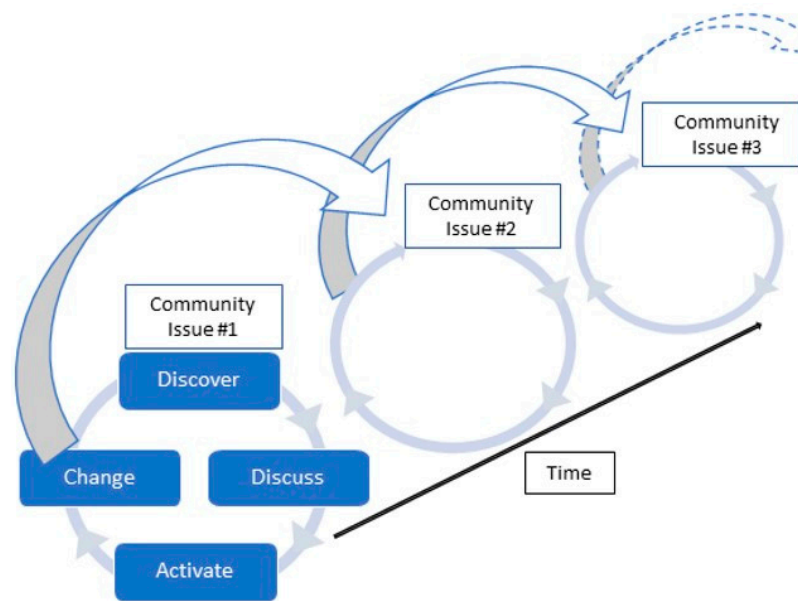 Community
Issue #3
Community
Issue #2
Community
Issue #1
Discover
Change
Discuss
Activate
Time